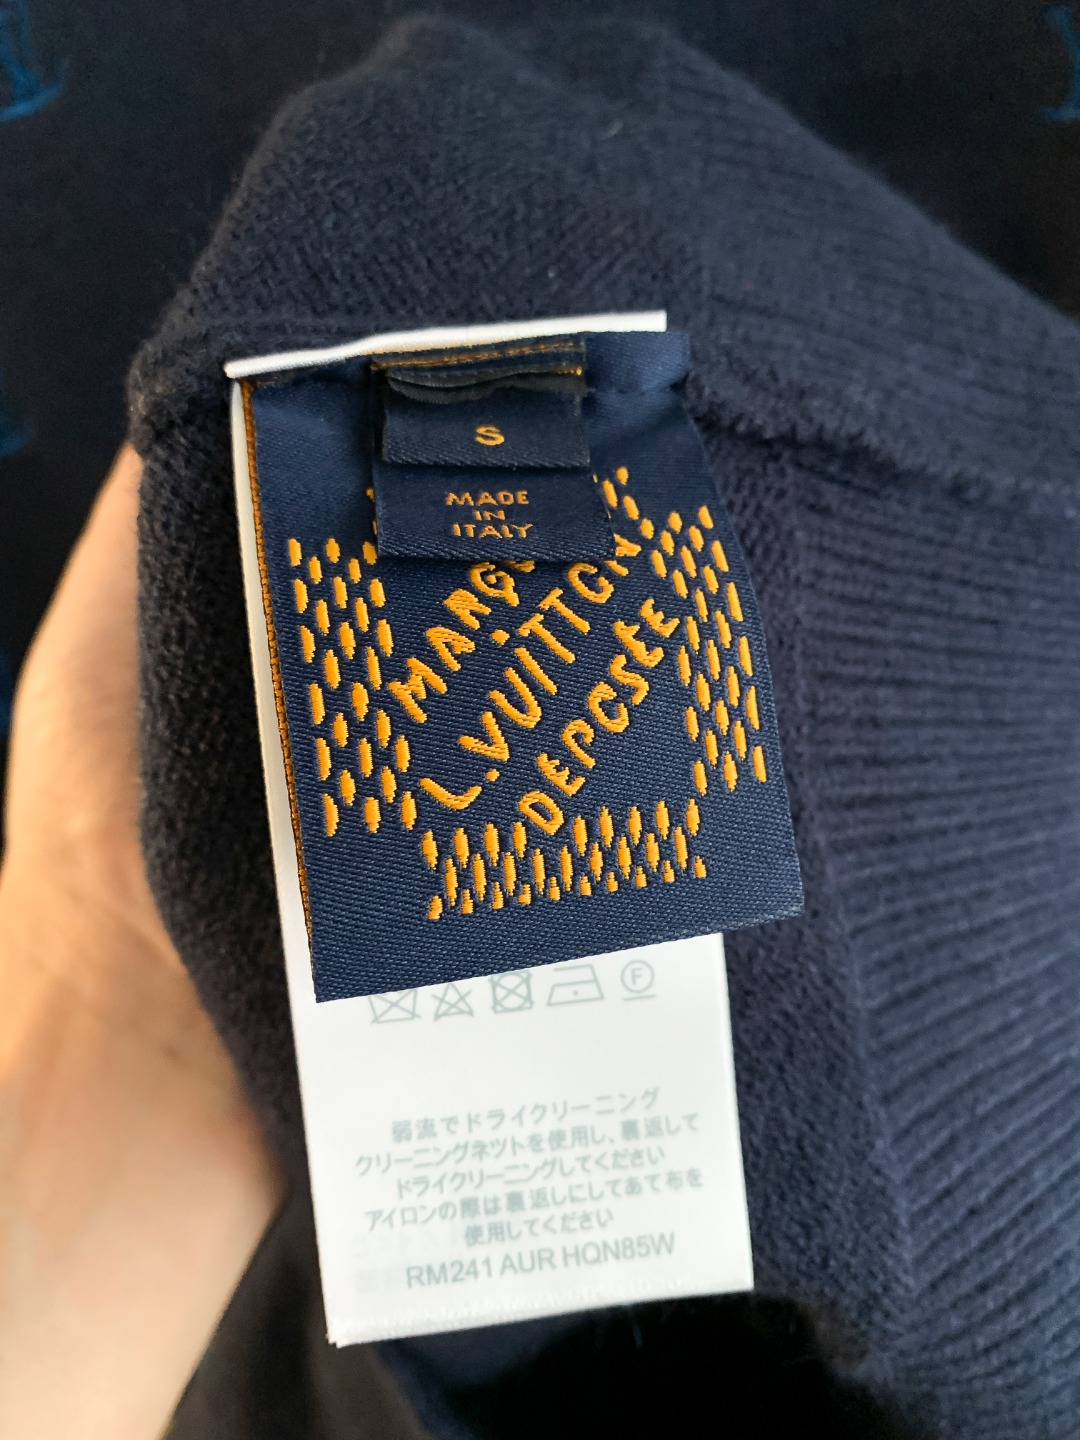 S
MADE
IN
ITALY
L.VUITTON
DEPOSÉE
弱流でドライクリーニング
クリーニングネットを使用し、裏返して
ドライクリーニングしてください
アイロンの際は裏返しにしてあて布を
使用してください
RM241 AUR HQN85W